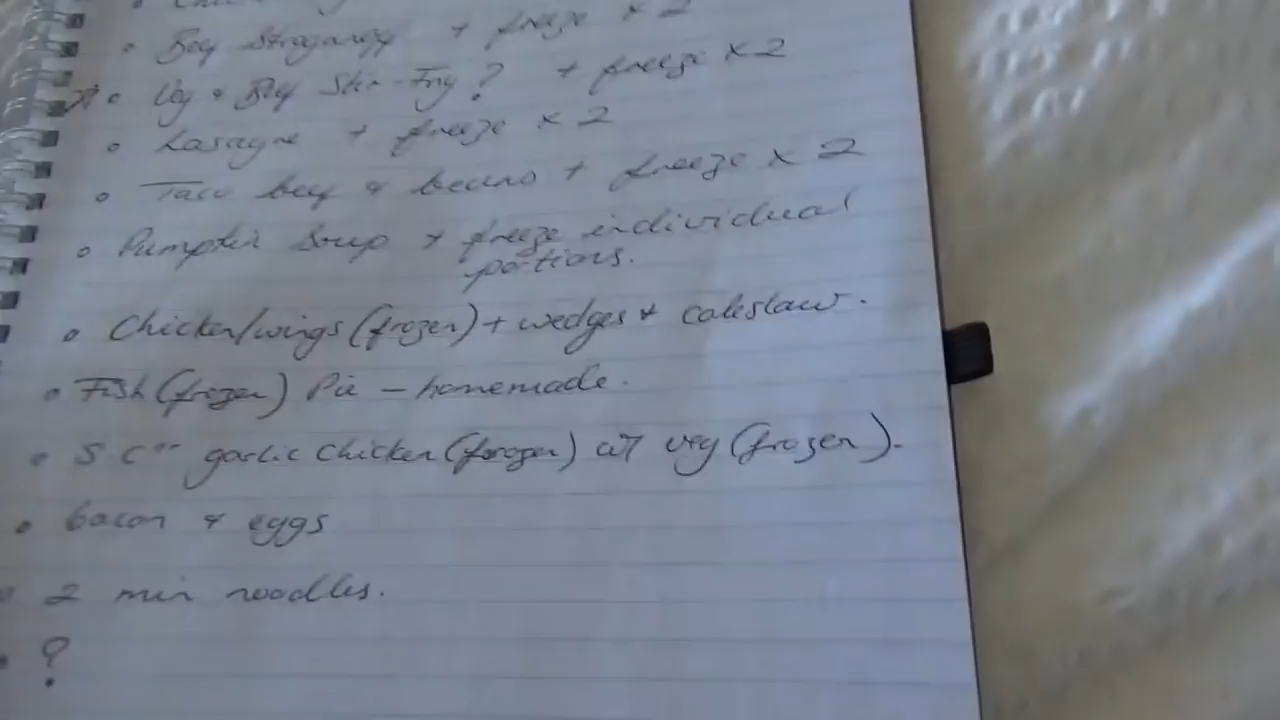 • Beef Stroganoff + freeze x 2
• Veg & Beef Stir-Fry? + freeze x 2
• Lasagne + freeze x 2
• Taco beef & beans + freeze x 2
• Pumpkin Soup + freeze individual
portions.
• Chicken/wings (frozen) + wedges & coleslaw.
• Fish (frozen) Pie - homemade.
• garlic chicken (frozen) w/ veg (frozen).
• bacon & eggs
• 2 min noodles.
• ?